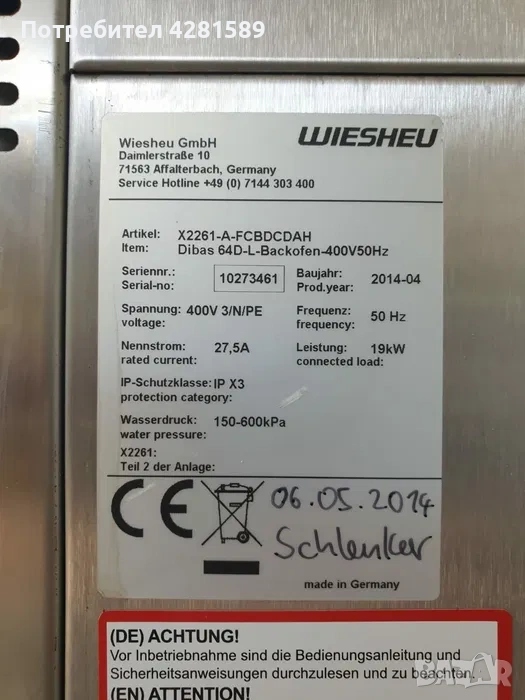 Потребител 4281589
WIESHEU
Wiesheu GmbH
Daimlerstraße 10
71563 Affalterbach, Germany
Service Hotline +49 (0) 7144 303 400
Artikel: X2261-A-FCBDCDAH
Item: Dibas 64D-L-Backofen-400V50Hz
Seriennr.: Baujahr:
Serial-no: 10273461 Prod.year: 2014-04
Spannung: 400V 3/N/PE Frequenz:
voltage: frequency: 50 Hz
Nennstrom: Leistung: 19kW
rated current: 27,5A connected load:
IP-Schutzklasse: IP X3
protection category:
Wasserdruck: 150-600kPa
water pressure:
X2261:
Teil 2 der Anlage:
CE
06.05.2014
Schlenker
made in Germany
(DE) ACHTUNG!
Vor Inbetriebnahme sind die Bedienungsanleitung und
Sicherheitsanweisungen durchzulesen und zu beachten.
(EN) ATTENTION!
BAZAR